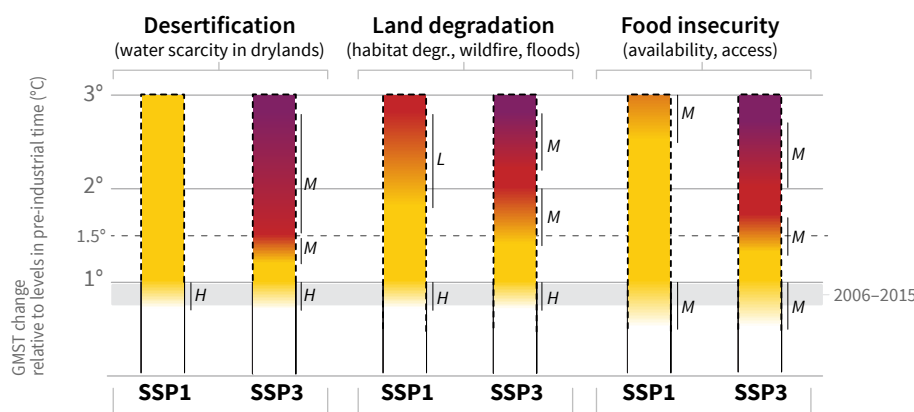 Desertification
(water scarcity in drylands)
Land degradation
(habitat degr., wildfire, floods)
Food insecurity
(availability, access)
GMST change
relative to levels in pre-industrial time (°C)
3°
2°
1.5°
1°
M
M
H
H
L
H
M
M
H
M
M
M
M
M
2006–2015
SSP1
SSP3
SSP1
SSP3
SSP1
SSP3